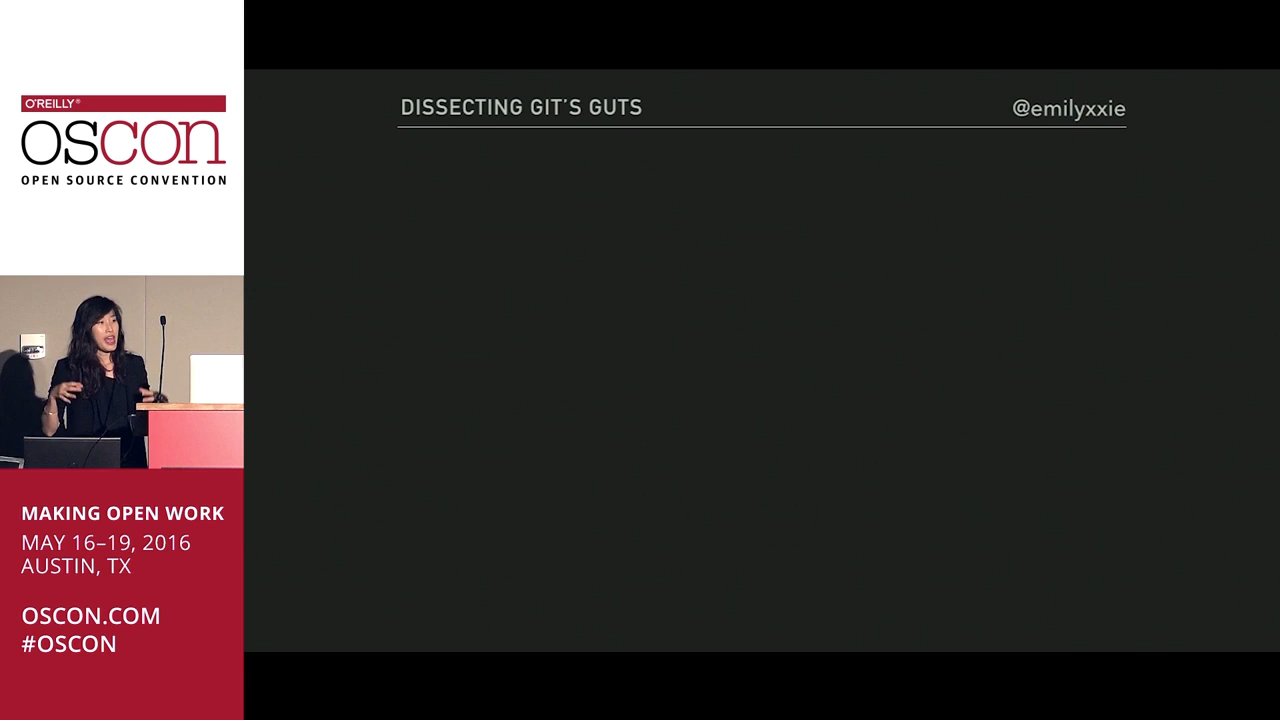 O'REILLY®
OSCON
OPEN SOURCE CONVENTION
MAKING OPEN WORK
MAY 16–19, 2016
AUSTIN, TX
OSCON.COM
#OSCON
DISSECTING GIT'S GUTS
@emilyxxie